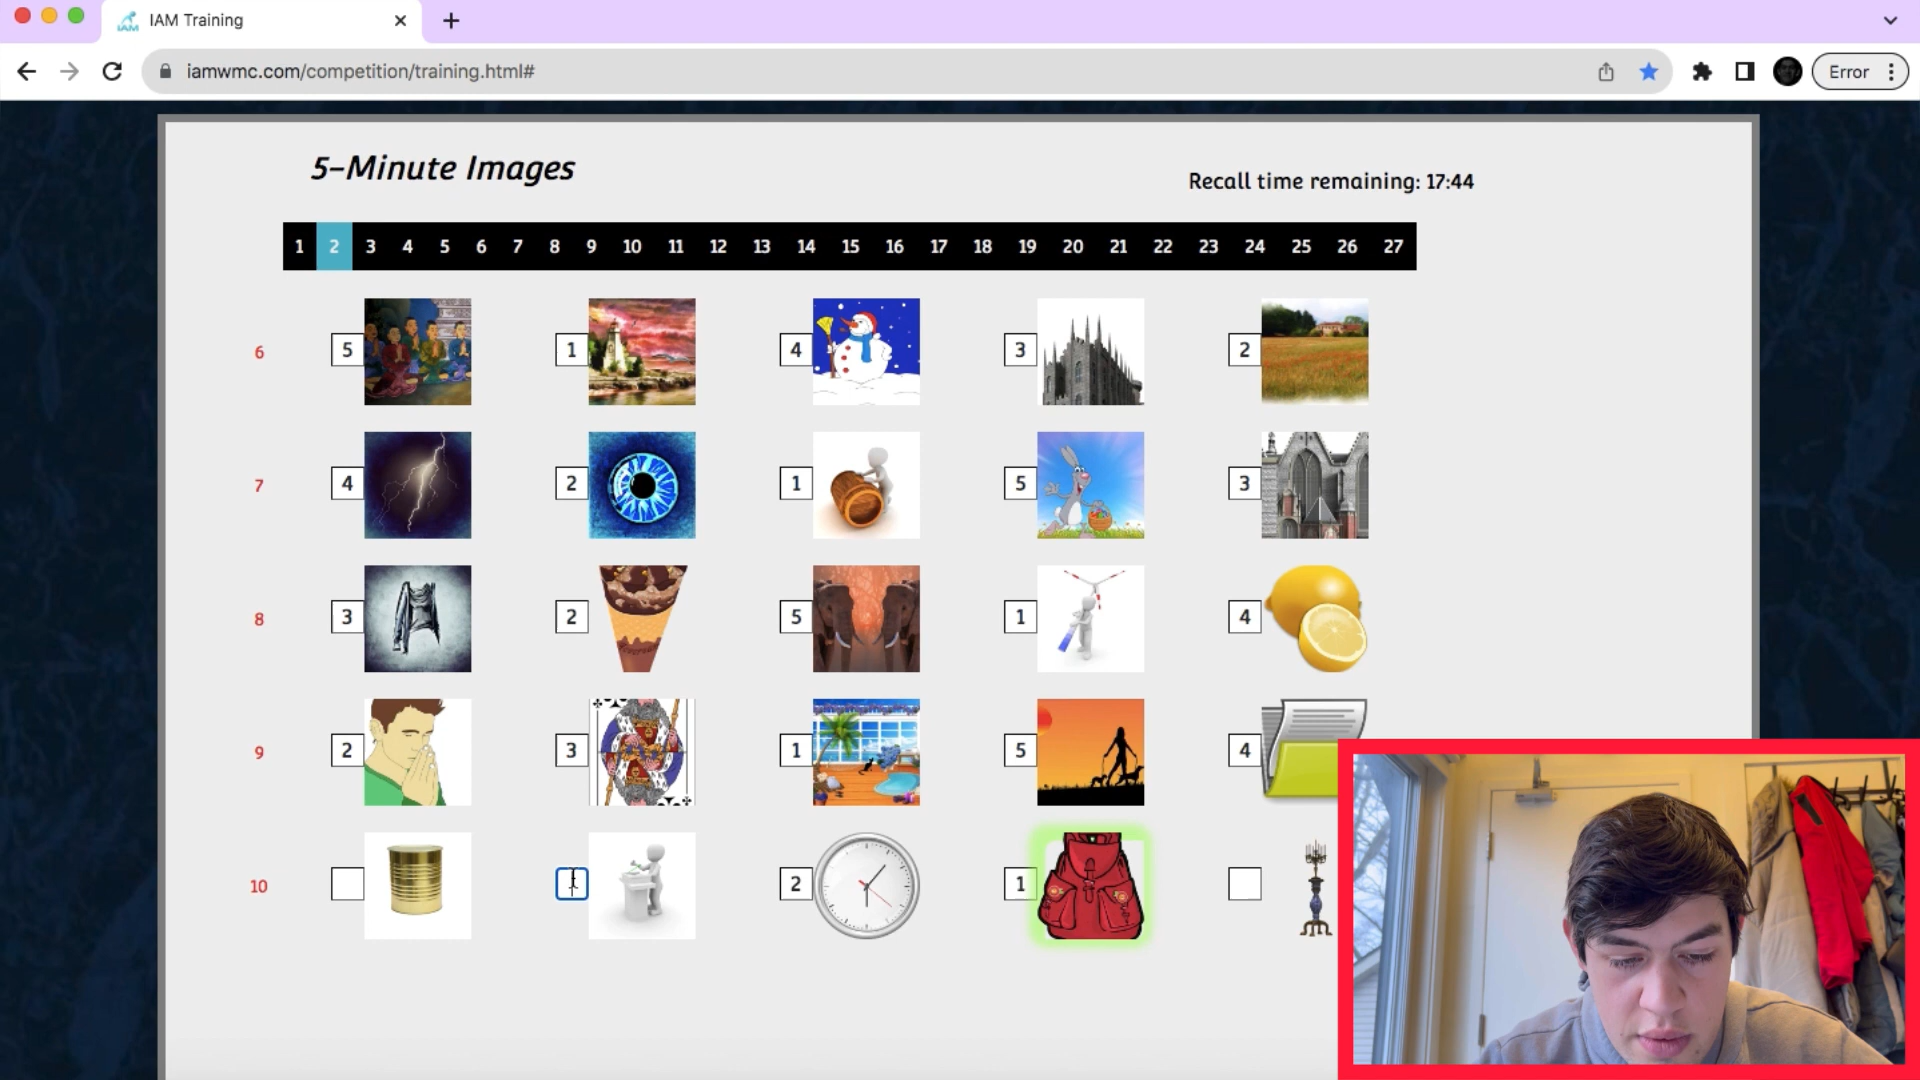 IAM Training
iamwmc.com/competition/training.html#
Error
5-Minute Images
Recall time remaining: 17:44
1 2 3 4 5 6 7 8 9 10 11 12 13 14 15 16 17 18 19 20 21 22 23 24 25 26 27
6 5 1 4 3 2
7 4 2 1 5 3
8 3 2 5 1 4
9 2 3 1 5 4
10 2 1